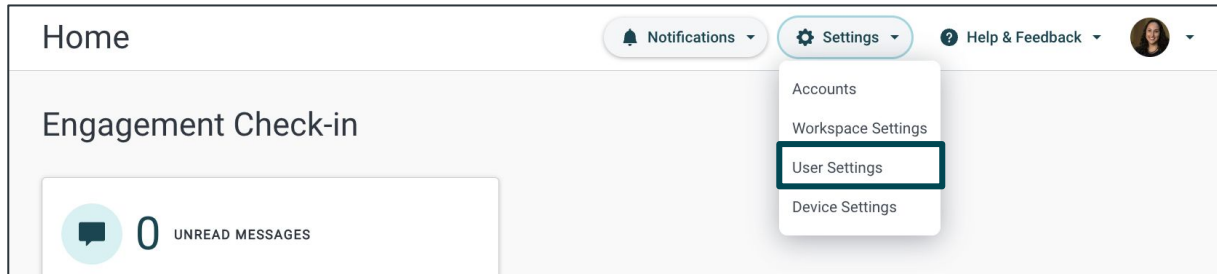 Home
Notifications
Settings
Help & Feedback
Accounts
Workspace Settings
User Settings
Device Settings
Engagement Check-in
0 UNREAD MESSAGES